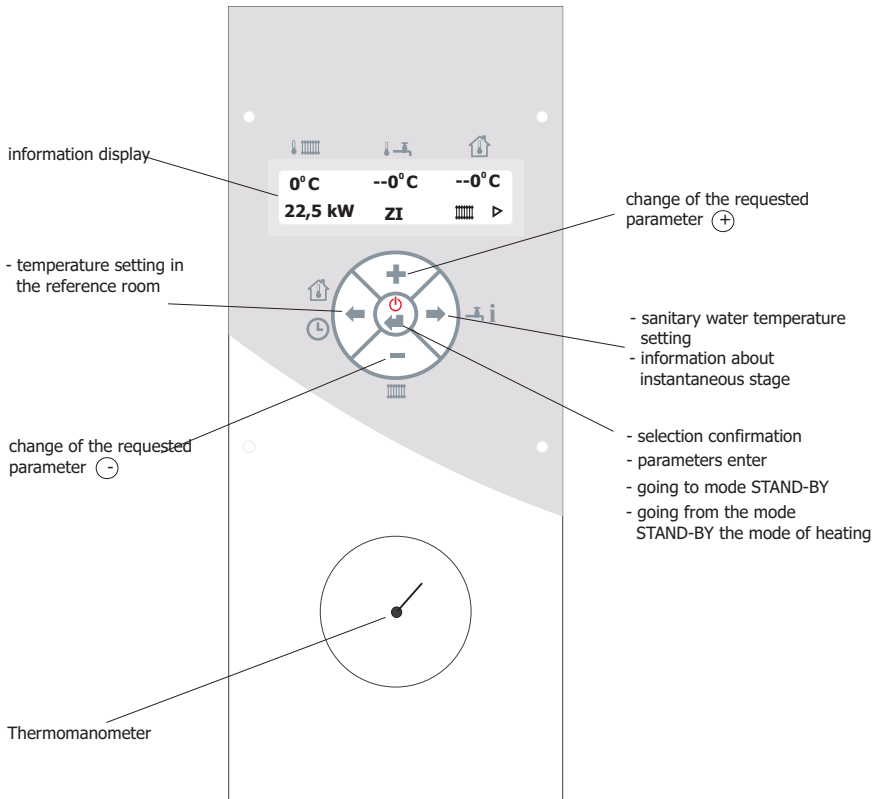 information display
0°C --0°C --0°C
22,5 kW ZI
change of the requested
parameter +
- temperature setting in
the reference room
i
- sanitary water temperature
setting
- information about
instantaneous stage
change of the requested
parameter -
- selection confirmation
- parameters enter
- going to mode STAND-BY
- going from the mode
STAND-BY the mode of heating
Thermomanometer